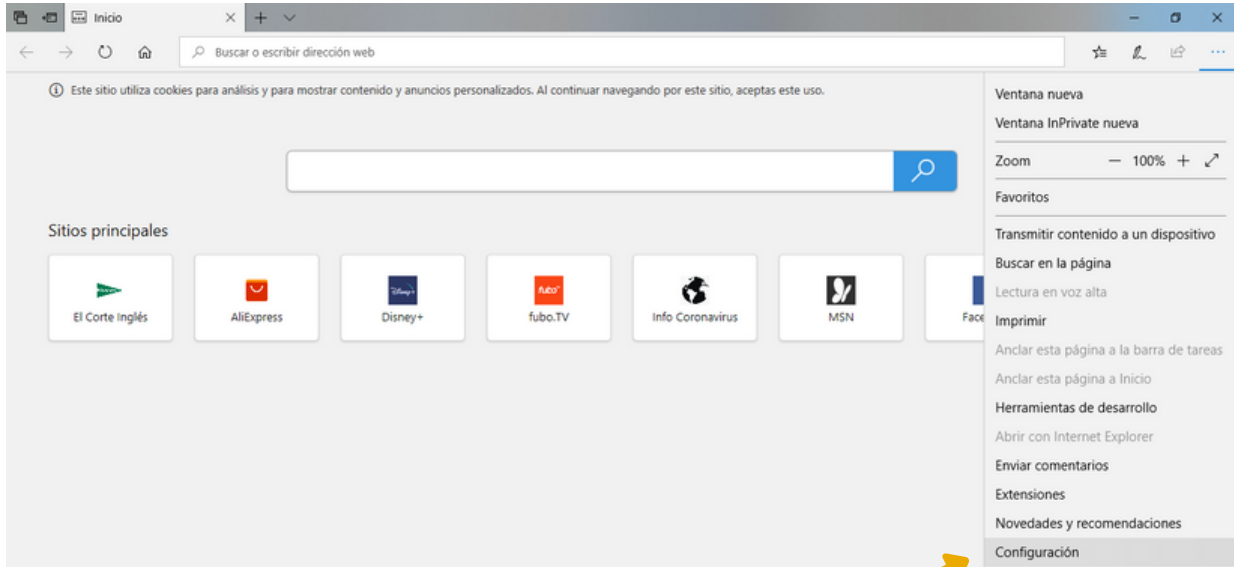 Inicio
Buscar o escribir dirección web
Este sitio utiliza cookies para análisis y para mostrar contenido y anuncios personalizados. Al continuar navegando por este sitio, aceptas este uso.
Sitios principales
El Corte Inglés
AliExpress
Disney+
Disney+
fubo
fubo.TV
Info Coronavirus
MSN
Face
Ventana nueva
Ventana InPrivate nueva
Zoom — 100% +
Favoritos
Transmitir contenido a un dispositivo
Buscar en la página
Lectura en voz alta
Imprimir
Anclar esta página a la barra de tareas
Anclar esta página a Inicio
Herramientas de desarrollo
Abrir con Internet Explorer
Enviar comentarios
Extensiones
Novedades y recomendaciones
Configuración